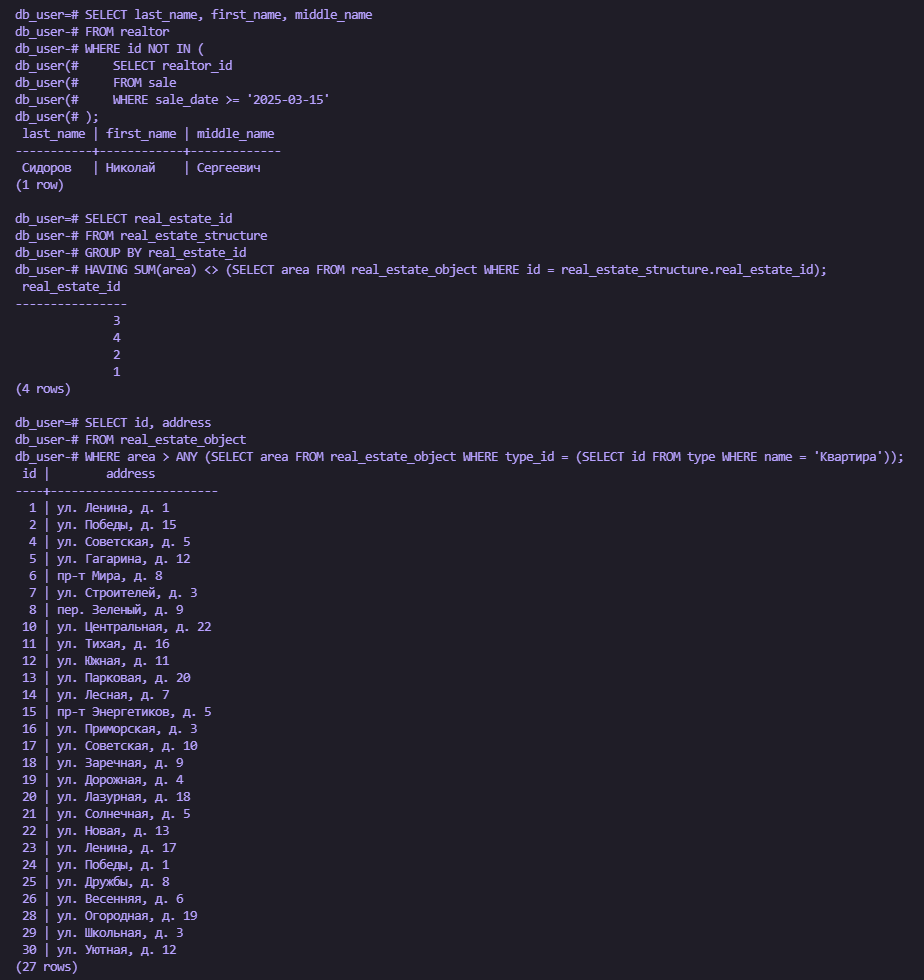 db_user=# SELECT last_name, first_name, middle_name
db_user-# FROM realtor
db_user-# WHERE id NOT IN (
db_user(#     SELECT realtor_id
db_user(#     FROM sale
db_user(#     WHERE sale_date >= '2025-03-15'
db_user(# );
 last_name | first_name | middle_name
-----------+------------+-------------
 Сидоров   | Николай    | Сергеевич
(1 row)

db_user=# SELECT real_estate_id
db_user-# FROM real_estate_structure
db_user-# GROUP BY real_estate_id
db_user-# HAVING SUM(area) <> (SELECT area FROM real_estate_object WHERE id = real_estate_structure.real_estate_id);
 real_estate_id
----------------
              3
              4
              2
              1
(4 rows)

db_user=# SELECT id, address
db_user-# FROM real_estate_object
db_user-# WHERE area > ANY (SELECT area FROM real_estate_object WHERE type_id = (SELECT id FROM type WHERE name = 'Квартира'));
 id |        address
----+------------------------
  1 | ул. Ленина, д. 1
  2 | ул. Победы, д. 15
  4 | ул. Советская, д. 5
  5 | ул. Гагарина, д. 12
  6 | пр-т Мира, д. 8
  7 | ул. Строителей, д. 3
  8 | пер. Зеленый, д. 9
 10 | ул. Центральная, д. 22
 11 | ул. Тихая, д. 16
 12 | ул. Южная, д. 11
 13 | ул. Парковая, д. 20
 14 | ул. Лесная, д. 7
 15 | пр-т Энергетиков, д. 5
 16 | ул. Приморская, д. 3
 17 | ул. Советская, д. 10
 18 | ул. Заречная, д. 9
 19 | ул. Дорожная, д. 4
 20 | ул. Лазурная, д. 18
 21 | ул. Солнечная, д. 5
 22 | ул. Новая, д. 13
 23 | ул. Ленина, д. 17
 24 | ул. Победы, д. 1
 25 | ул. Дружбы, д. 8
 26 | ул. Весенняя, д. 6
 28 | ул. Огородная, д. 19
 29 | ул. Школьная, д. 3
 30 | ул. Уютная, д. 12
(27 rows)